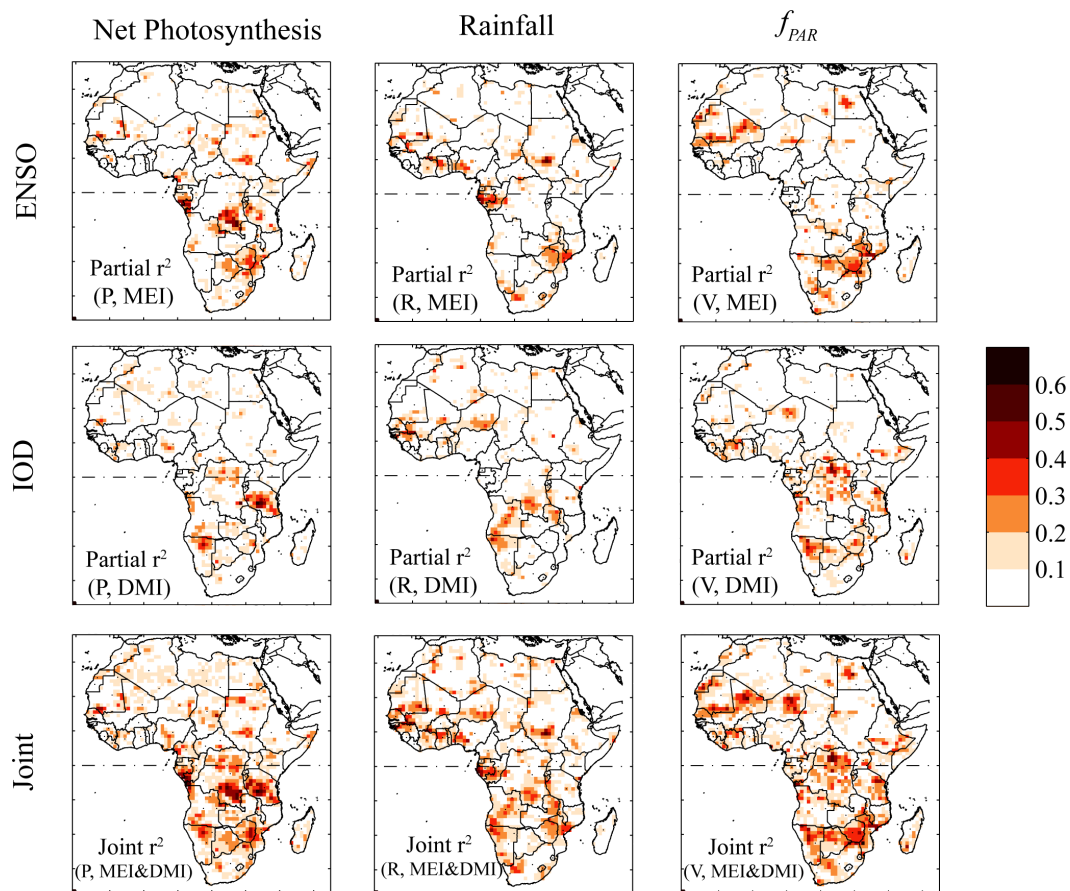 Net Photosynthesis Rainfall f_PAR
ENSO
Partial r²
(P, MEI)
Partial r²
(R, MEI)
Partial r²
(V, MEI)
IOD
Partial r²
(P, DMI)
Partial r²
(R, DMI)
Partial r²
(V, DMI)
0.6
0.5
0.4
0.3
0.2
0.1
Joint
Joint r²
(P, MEI&DMI)
Joint r²
(R, MEI&DMI)
Joint r²
(V, MEI&DMI)